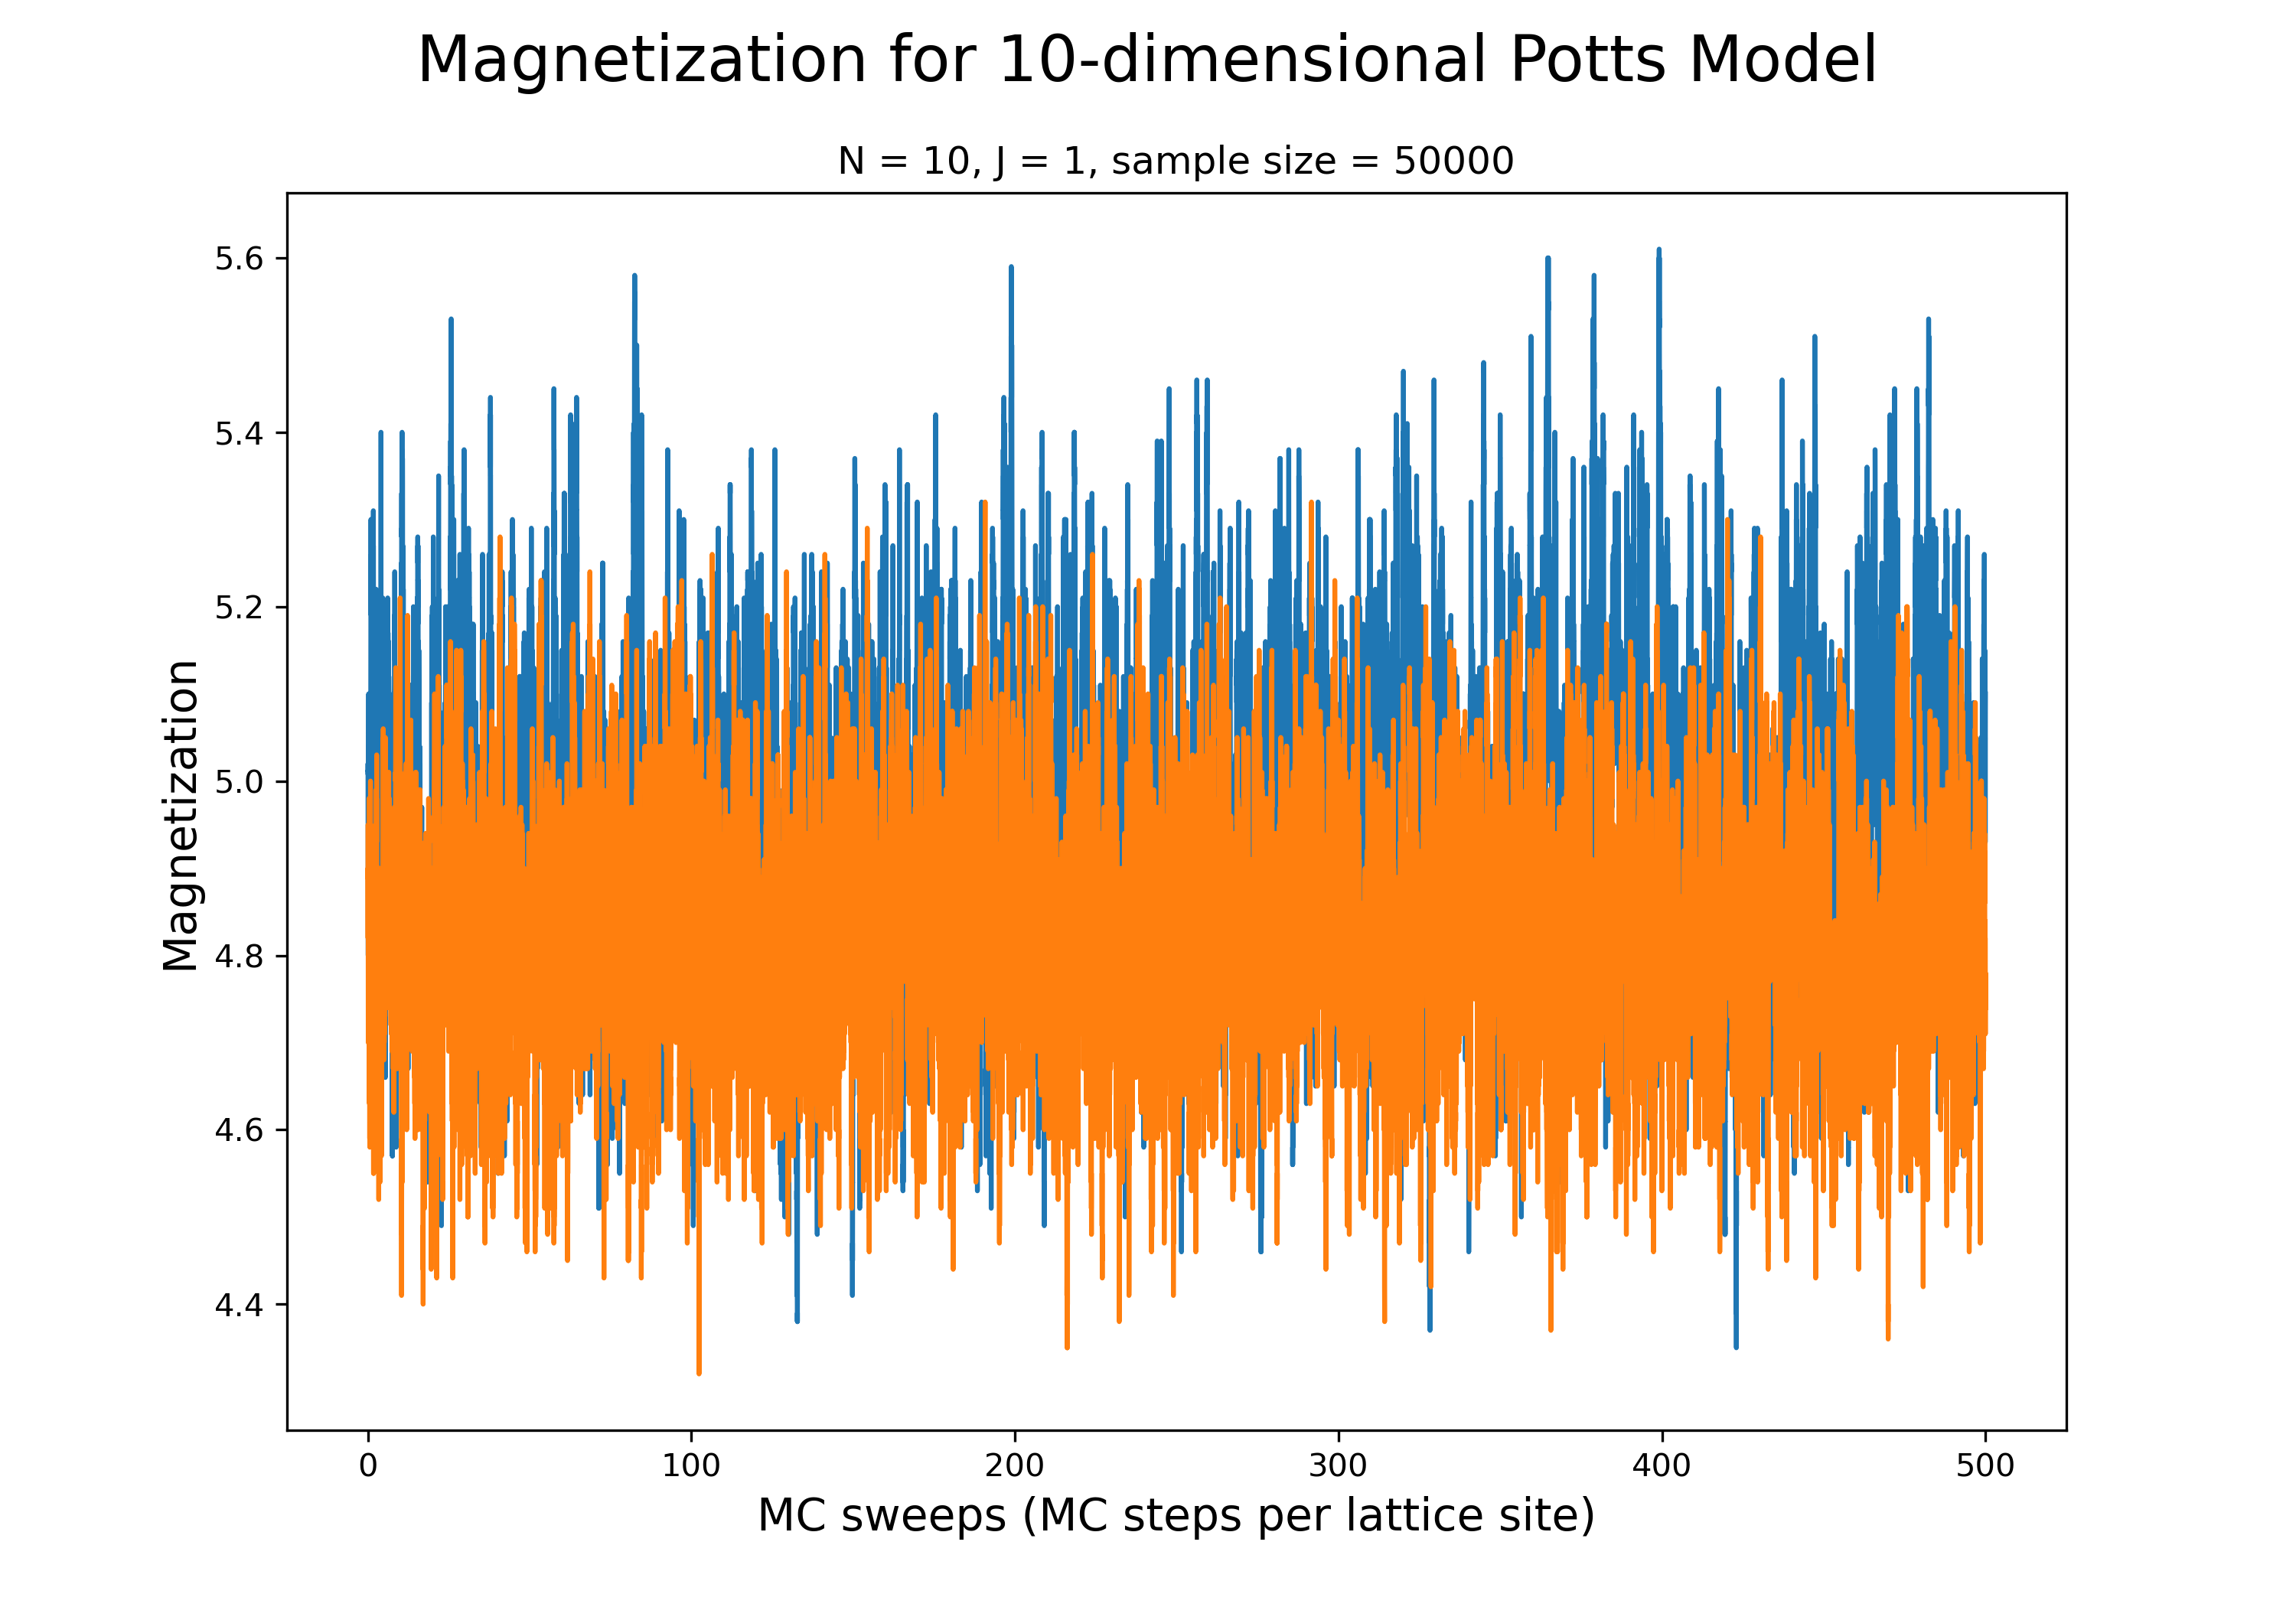 Magnetization for 10-dimensional Potts Model
N = 10, J = 1, sample size = 50000
5.6
5.4
5.2
5.0
4.8
4.6
4.4
Magnetization
0 100 200 300 400 500
MC sweeps (MC steps per lattice site)